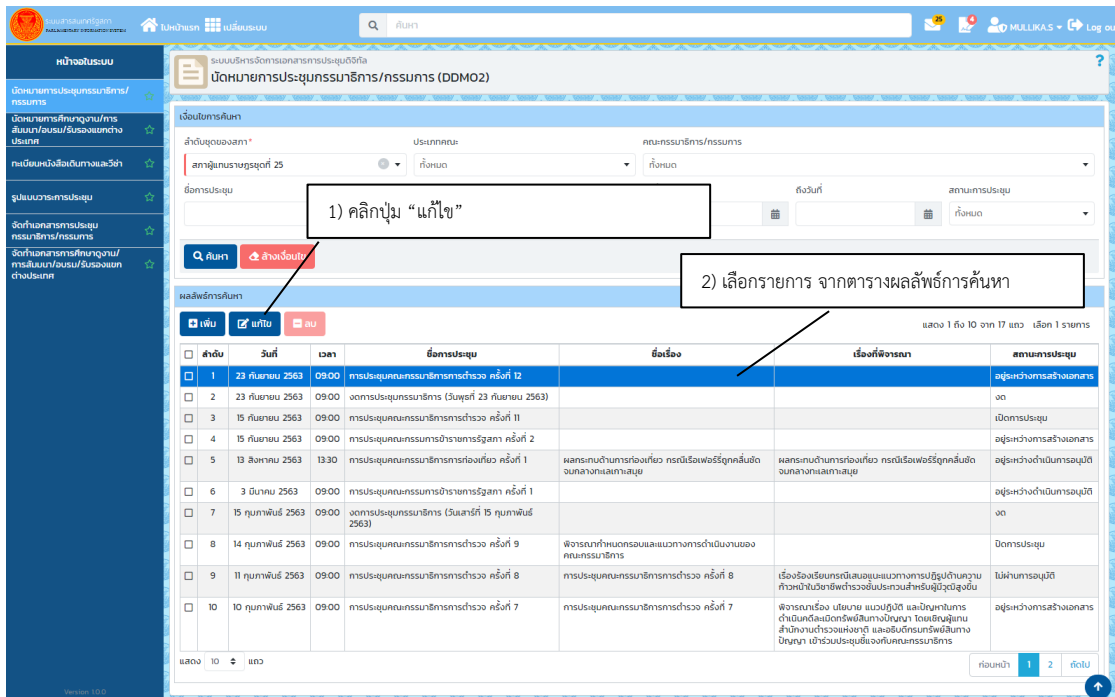 ระบบสารสนเทศรัฐสภา
PARLIAMENTARY INFORMATION SYSTEM
ไปหน้าแรก
เปลี่ยนระบบ
ค้นหา
25
9
MULLIKA.S
Log ou
หน้าจอในระบบ
นัดหมายการประชุมกรรมาธิการ/
กรรมการ
นัดหมายการศึกษาดูงาน/การ
สัมมนา/อบรม/รับรองแขกต่าง
ประเทศ
ทะเบียนหนังสือเดินทางและวีซ่า
รูปแบบวาระการประชุม
จัดทำเอกสารการประชุม
กรรมาธิการ/กรรมการ
จัดทำเอกสารการศึกษาดูงาน/
การสัมมนา/อบรม/รับรองแขก
ต่างประเทศ
Version 1.0.0
ระบบบริหารจัดการเอกสารการประชุมดิจิทัล
นัดหมายการประชุมกรรมาธิการ/กรรมการ (DDM02)
?
เงื่อนไขการค้นหา
ลำดับชุดของสภา*
ประเภทคณะ
คณะกรรมาธิการ/กรรมการ
สภาผู้แทนราษฎรชุดที่ 25
ทั้งหมด
ทั้งหมด
ชื่อการประชุม
ถึงวันที่
สถานะการประชุม
ทั้งหมด
1) คลิกปุ่ม “แก้ไข”
ค้นหา
ล้างเงื่อนไข
2) เลือกรายการ จากตารางผลลัพธ์การค้นหา
ผลลัพธ์การค้นหา
เพิ่ม
แก้ไข
ลบ
แสดง 1 ถึง 10 จาก 17 แถว เลือก 1 รายการ
ลำดับ วันที่ เวลา ชื่อการประชุม ชื่อเรื่อง เรื่องที่พิจารณา สถานะการประชุม
1 23 กันยายน 2563 09:00 การประชุมคณะกรรมาธิการการตำรวจ ครั้งที่ 12 อยู่ระหว่างการสร้างเอกสาร
2 23 กันยายน 2563 09:00 งดการประชุมกรรมาธิการ (วันพุธที่ 23 กันยายน 2563) งด
3 15 กันยายน 2563 09:00 การประชุมคณะกรรมาธิการการตำรวจ ครั้งที่ 11 เปิดการประชุม
4 15 กันยายน 2563 09:00 การประชุมคณะกรรมการข้าราชการรัฐสภา ครั้งที่ 2 อยู่ระหว่างการสร้างเอกสาร
5 13 สิงหาคม 2563 13:30 การประชุมคณะกรรมาธิการการท่องเที่ยว ครั้งที่ 1 ผลกระทบด้านการท่องเที่ยว กรณีเรือเฟอร์รี่ถูกคลื่นซัด ผลกระทบด้านการท่องเที่ยว กรณีเรือเฟอร์รี่ถูกคลื่นซัด อยู่ระหว่างดำเนินการอนุมัติ
จมกลางทะเลเกาะสมุย จมกลางทะเลเกาะสมุย
6 3 มีนาคม 2563 09:00 การประชุมคณะกรรมการข้าราชการรัฐสภา ครั้งที่ 1 อยู่ระหว่างดำเนินการอนุมัติ
7 15 กุมภาพันธ์ 2563 09:00 งดการประชุมกรรมาธิการ (วันเสาร์ที่ 15 กุมภาพันธ์ งด
2563)
8 14 กุมภาพันธ์ 2563 09:00 การประชุมคณะกรรมาธิการการตำรวจ ครั้งที่ 9 พิจารณากำหนดกรอบและแนวทางการดำเนินงานของ ปิดการประชุม
คณะกรรมาธิการ
9 11 กุมภาพันธ์ 2563 09:00 การประชุมคณะกรรมาธิการการตำรวจ ครั้งที่ 8 การประชุมคณะกรรมาธิการการตำรวจ ครั้งที่ 8 เรื่องร้องเรียนกรณีเสนอแนะแนวทางการปฏิรูปด้านความ ไม่ผ่านการอนุมัติ
ก้าวหน้าในวิชาชีพตำรวจชั้นประทวนสำหรับผู้มีวุฒิสูงขึ้น
10 10 กุมภาพันธ์ 2563 09:00 การประชุมคณะกรรมาธิการการตำรวจ ครั้งที่ 7 การประชุมคณะกรรมาธิการการตำรวจ ครั้งที่ 7 พิจารณาเรื่อง นโยบาย แนวปฏิบัติ และปัญหาในการ อยู่ระหว่างการสร้างเอกสาร
ดำเนินคดีละเมิดทรัพย์สินทางปัญญา โดยเชิญผู้แทน
สำนักงานตำรวจแห่งชาติ และอธิบดีกรมทรัพย์สินทาง
ปัญญา เข้าร่วมประชุมชี้แจงกับคณะกรรมาธิการ
แสดง 10 แถว
ก่อนหน้า 1 2 ถัดไป